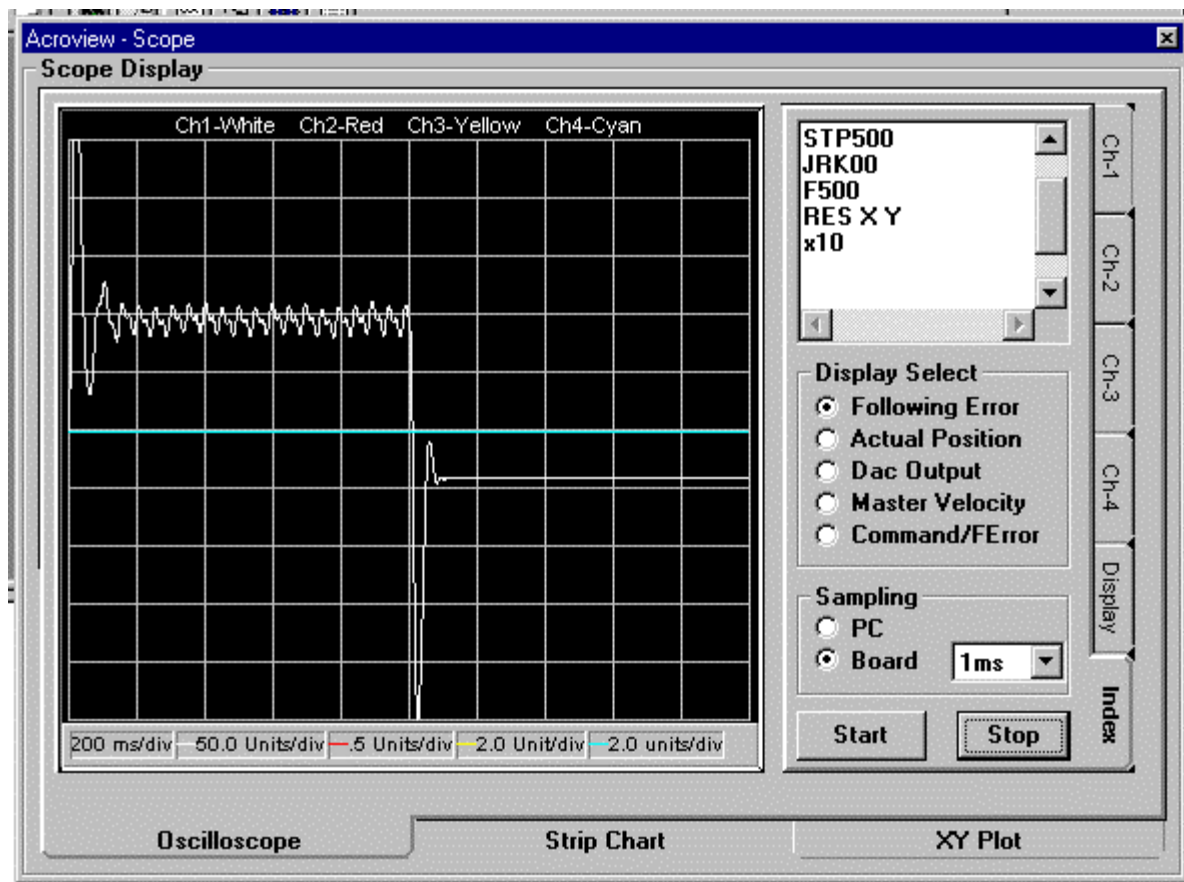 Acroview - Scope
Scope Display
Ch1-White Ch2-Red Ch3-Yellow Ch4-Cyan
200 ms/div 50.0 Units/div .5 Units/div 2.0 Unit/div 2.0 units/div
STP500
JRK00
F500
RES X Y
x10
Display Select
Following Error
Actual Position
Dac Output
Master Velocity
Command/FError
Sampling
PC
Board 1ms
Start Stop
Ch-1
Ch-2
Ch-3
Ch-4
Display
Index
Oscilloscope Strip Chart XY Plot